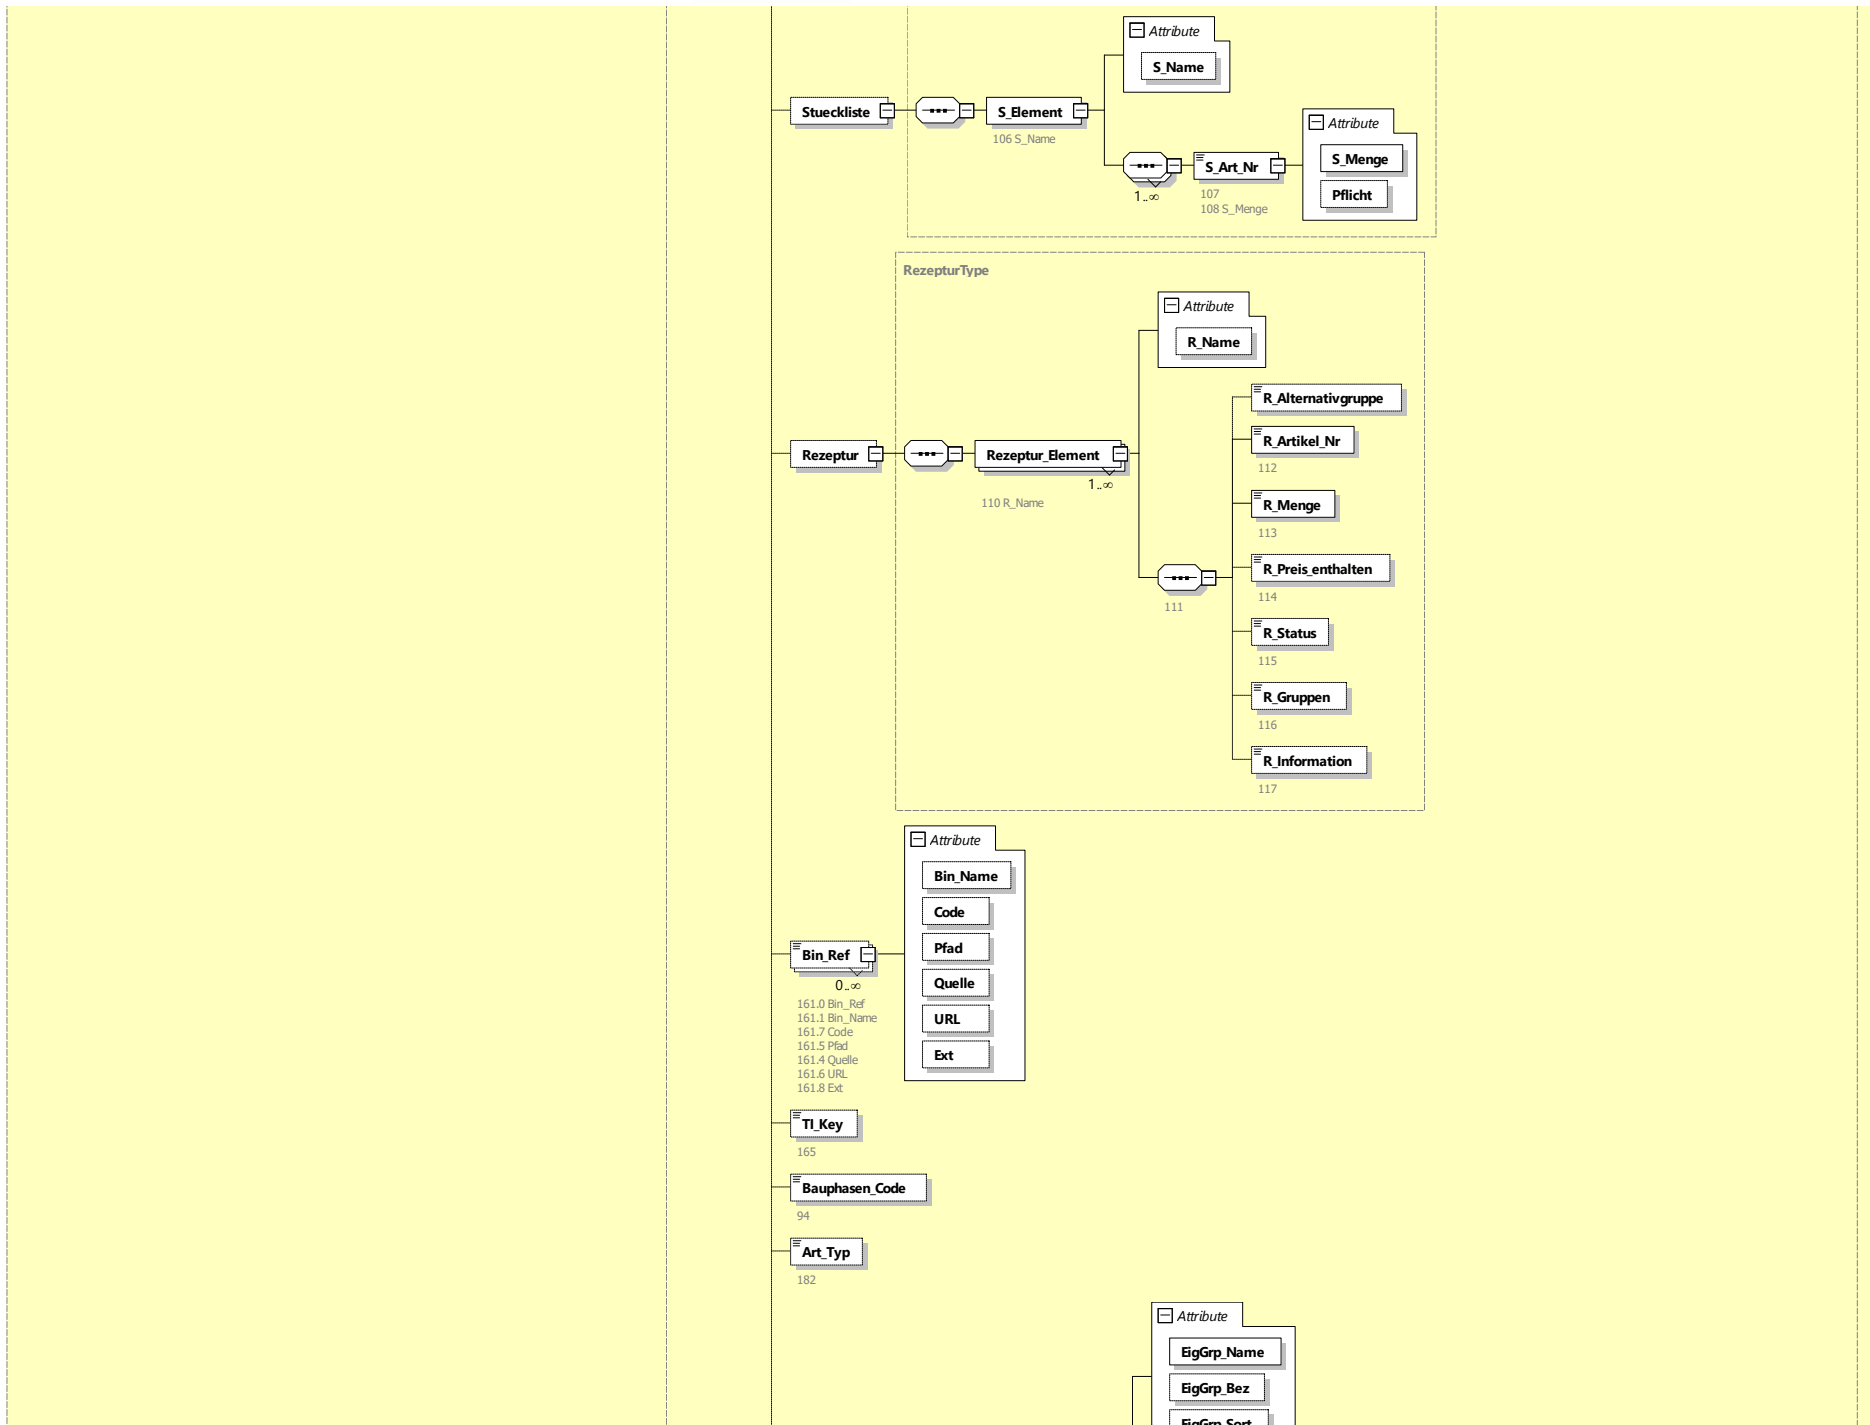 Attribute
S_Name
Stueckliste
S_Element
106 S_Name
Attribute
S_Menge
Pflicht
S_Art_Nr
1..∞
107
108 S_Menge
RezepturType
Attribute
R_Name
Rezeptur
Rezeptur_Element
1..∞
110 R_Name
111
R_Alternativgruppe
R_Artikel_Nr
112
R_Menge
113
R_Preis_enthalten
114
R_Status
115
R_Gruppen
116
R_Information
117
Attribute
Bin_Name
Code
Pfad
Quelle
URL
Ext
Bin_Ref
0..∞
161.0 Bin_Ref
161.1 Bin_Name
161.7 Code
161.5 Pfad
161.4 Quelle
161.6 URL
161.8 Ext
TI_Key
165
Bauphasen_Code
94
Art_Typ
182
Attribute
EigGrp_Name
EigGrp_Bez
EigGrp_Sort